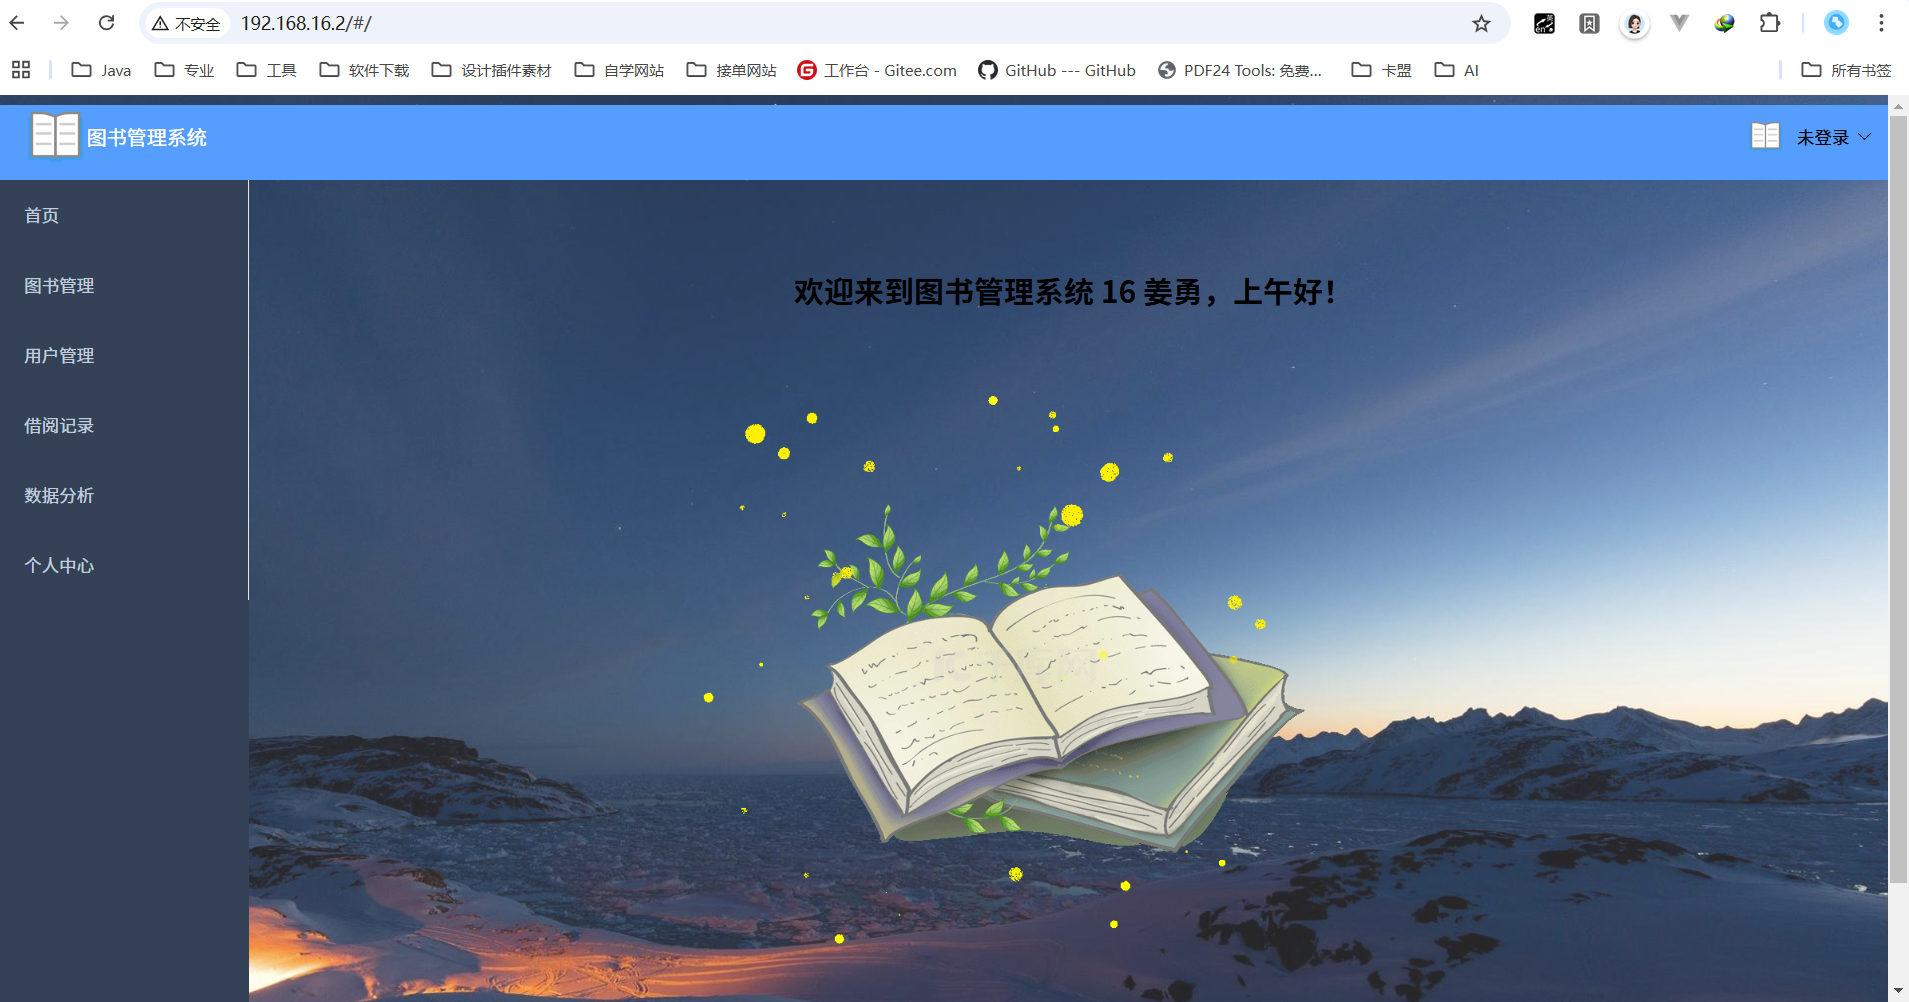 不安全 192.168.16.2/#/
Java 专业 工具 软件下载 设计插件素材 自学网站 接单网站 工作台 - Gitee.com GitHub --- GitHub PDF24 Tools: 免费... 卡盟 AI 所有书签
图书管理系统
未登录
首页
图书管理
用户管理
借阅记录
数据分析
个人中心
欢迎来到图书管理系统 16 姜勇，上午好！